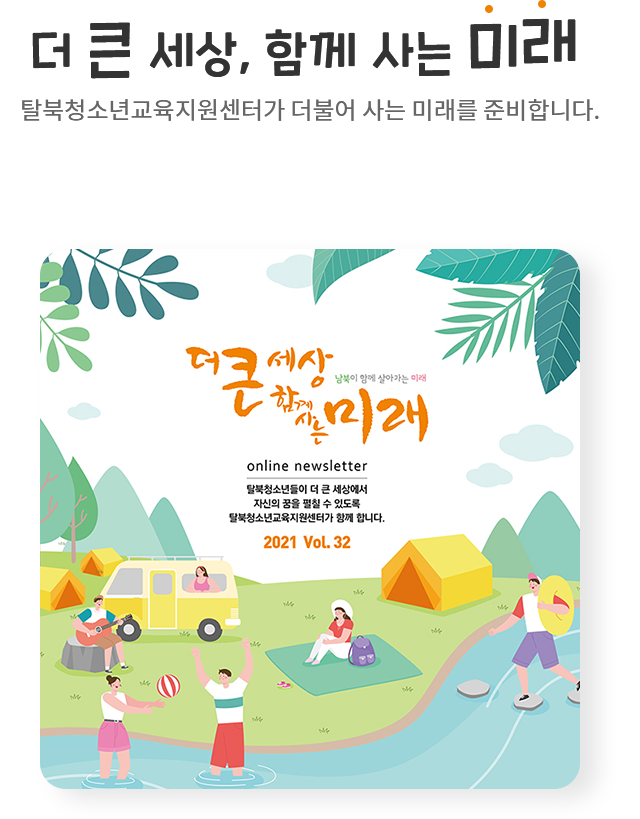 더 큰 세상, 함께 사는 미래
탈북청소년교육지원센터가 더불어 사는 미래를 준비합니다.
더 큰 세상
남북이 함께 살아가는 미래
함께 사는 미래
online newsletter
탈북청소년들이 더 큰 세상에서
자신의 꿈을 펼칠 수 있도록
탈북청소년교육지원센터가 함께 합니다.
2021 Vol. 32